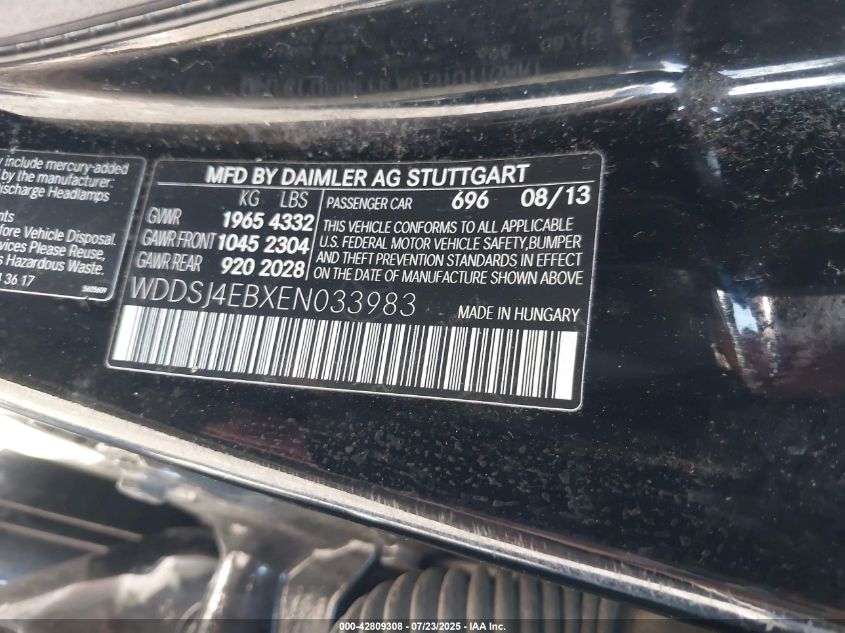 y include mercury-added
by the manufacturer:
Discharge Headlamps
nts
fore Vehicle Disposal.
vices Please Reuse,
s Hazardous Waste.
1 36 17
MFD BY DAIMLER AG STUTTGART
KG LBS
GVWR 1965 4332
GAWR FRONT 1045 2304
GAWR REAR 920 2028
PASSENGER CAR 696 08/13
THIS VEHICLE CONFORMS TO ALL APPLICABLE
U.S. FEDERAL MOTOR VEHICLE SAFETY,BUMPER
AND THEFT PREVENTION STANDARDS IN EFFECT
ON THE DATE OF MANUFACTURE SHOWN ABOVE
WDDSJ4EBXEN033983 MADE IN HUNGARY
000-42809308 - 07/23/2025 - IAA Inc.